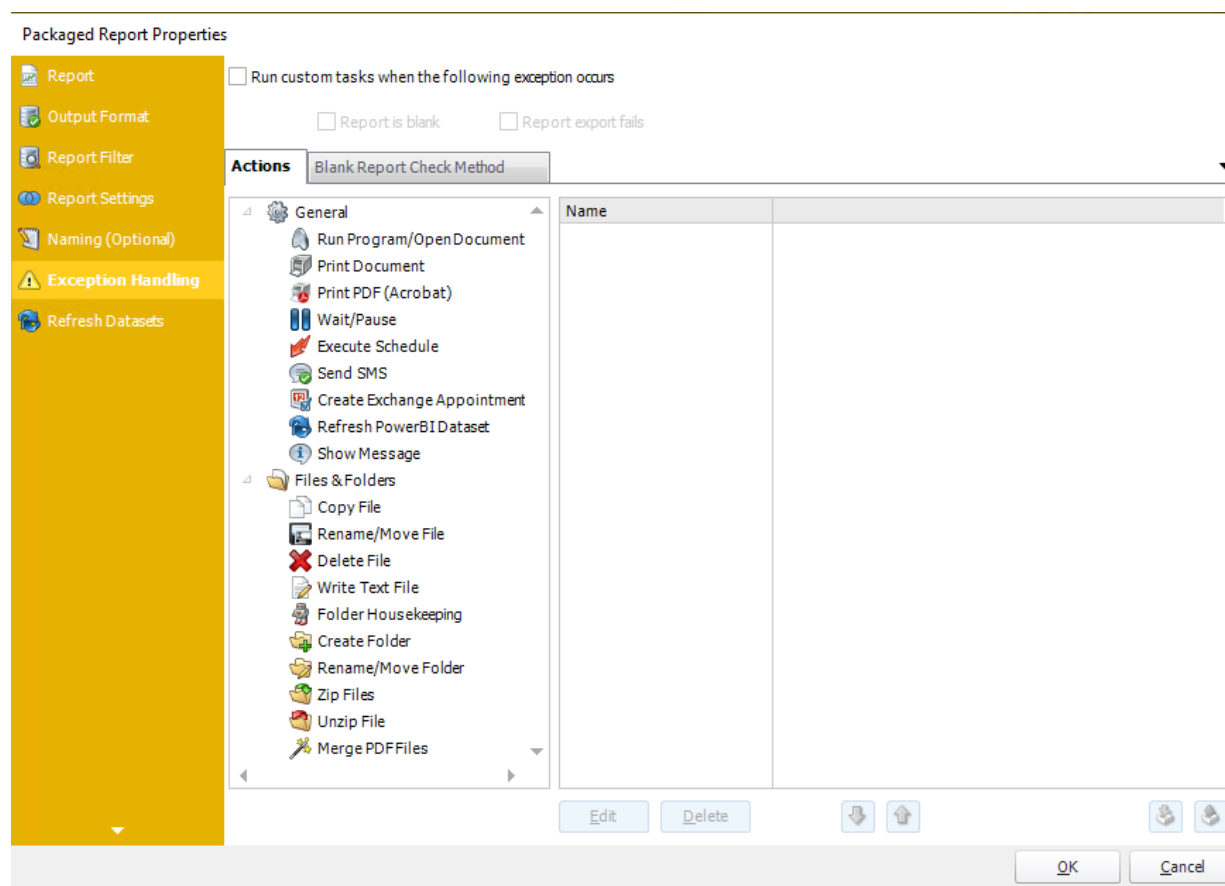 Packaged Report Properties
Report
Output Format
Report Filter
Report Settings
Naming (Optional)
Exception Handling
Refresh Datasets
Run custom tasks when the following exception occurs
Report is blank
Report export fails
Actions
Blank Report Check Method
General
Run Program/Open Document
Print Document
Print PDF (Acrobat)
Wait/Pause
Execute Schedule
Send SMS
Create Exchange Appointment
Refresh PowerBI Dataset
Show Message
Files & Folders
Copy File
Rename/Move File
Delete File
Write Text File
Folder Housekeeping
Create Folder
Rename/Move Folder
Zip Files
Unzip File
Merge PDF Files
Name
Edit
Delete
OK
Cancel